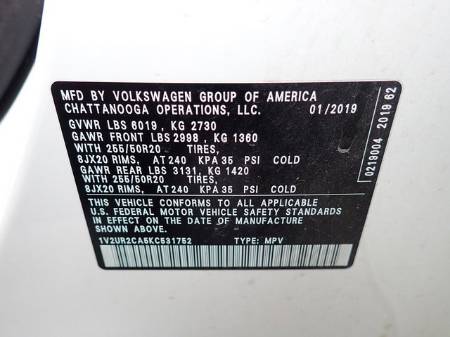 MFD BY VOLKSWAGEN GROUP OF AMERICA
CHATTANOOGA OPERATIONS, LLC. 01/2019
GVWR LBS 6019, KG 2730
GAWR FRONT LBS 2998, KG 1360
WITH 255/50R20 TIRES,
8JX20 RIMS, AT 240 KPA 35 PSI COLD
GAWR REAR LBS 3131, KG 1420
WITH 255/50R20 TIRES,
8JX20 RIMS, AT 240 KPA 35 PSI COLD
THIS VEHICLE CONFORMS TO ALL APPLICABLE
U.S. FEDERAL MOTOR VEHICLE SAFETY STANDARDS
IN EFFECT ON THE DATE OF MANUFACTURE
SHOWN ABOVE
1V2UR2CA5KC531752 TYPE: MPV
0219004 2019 62